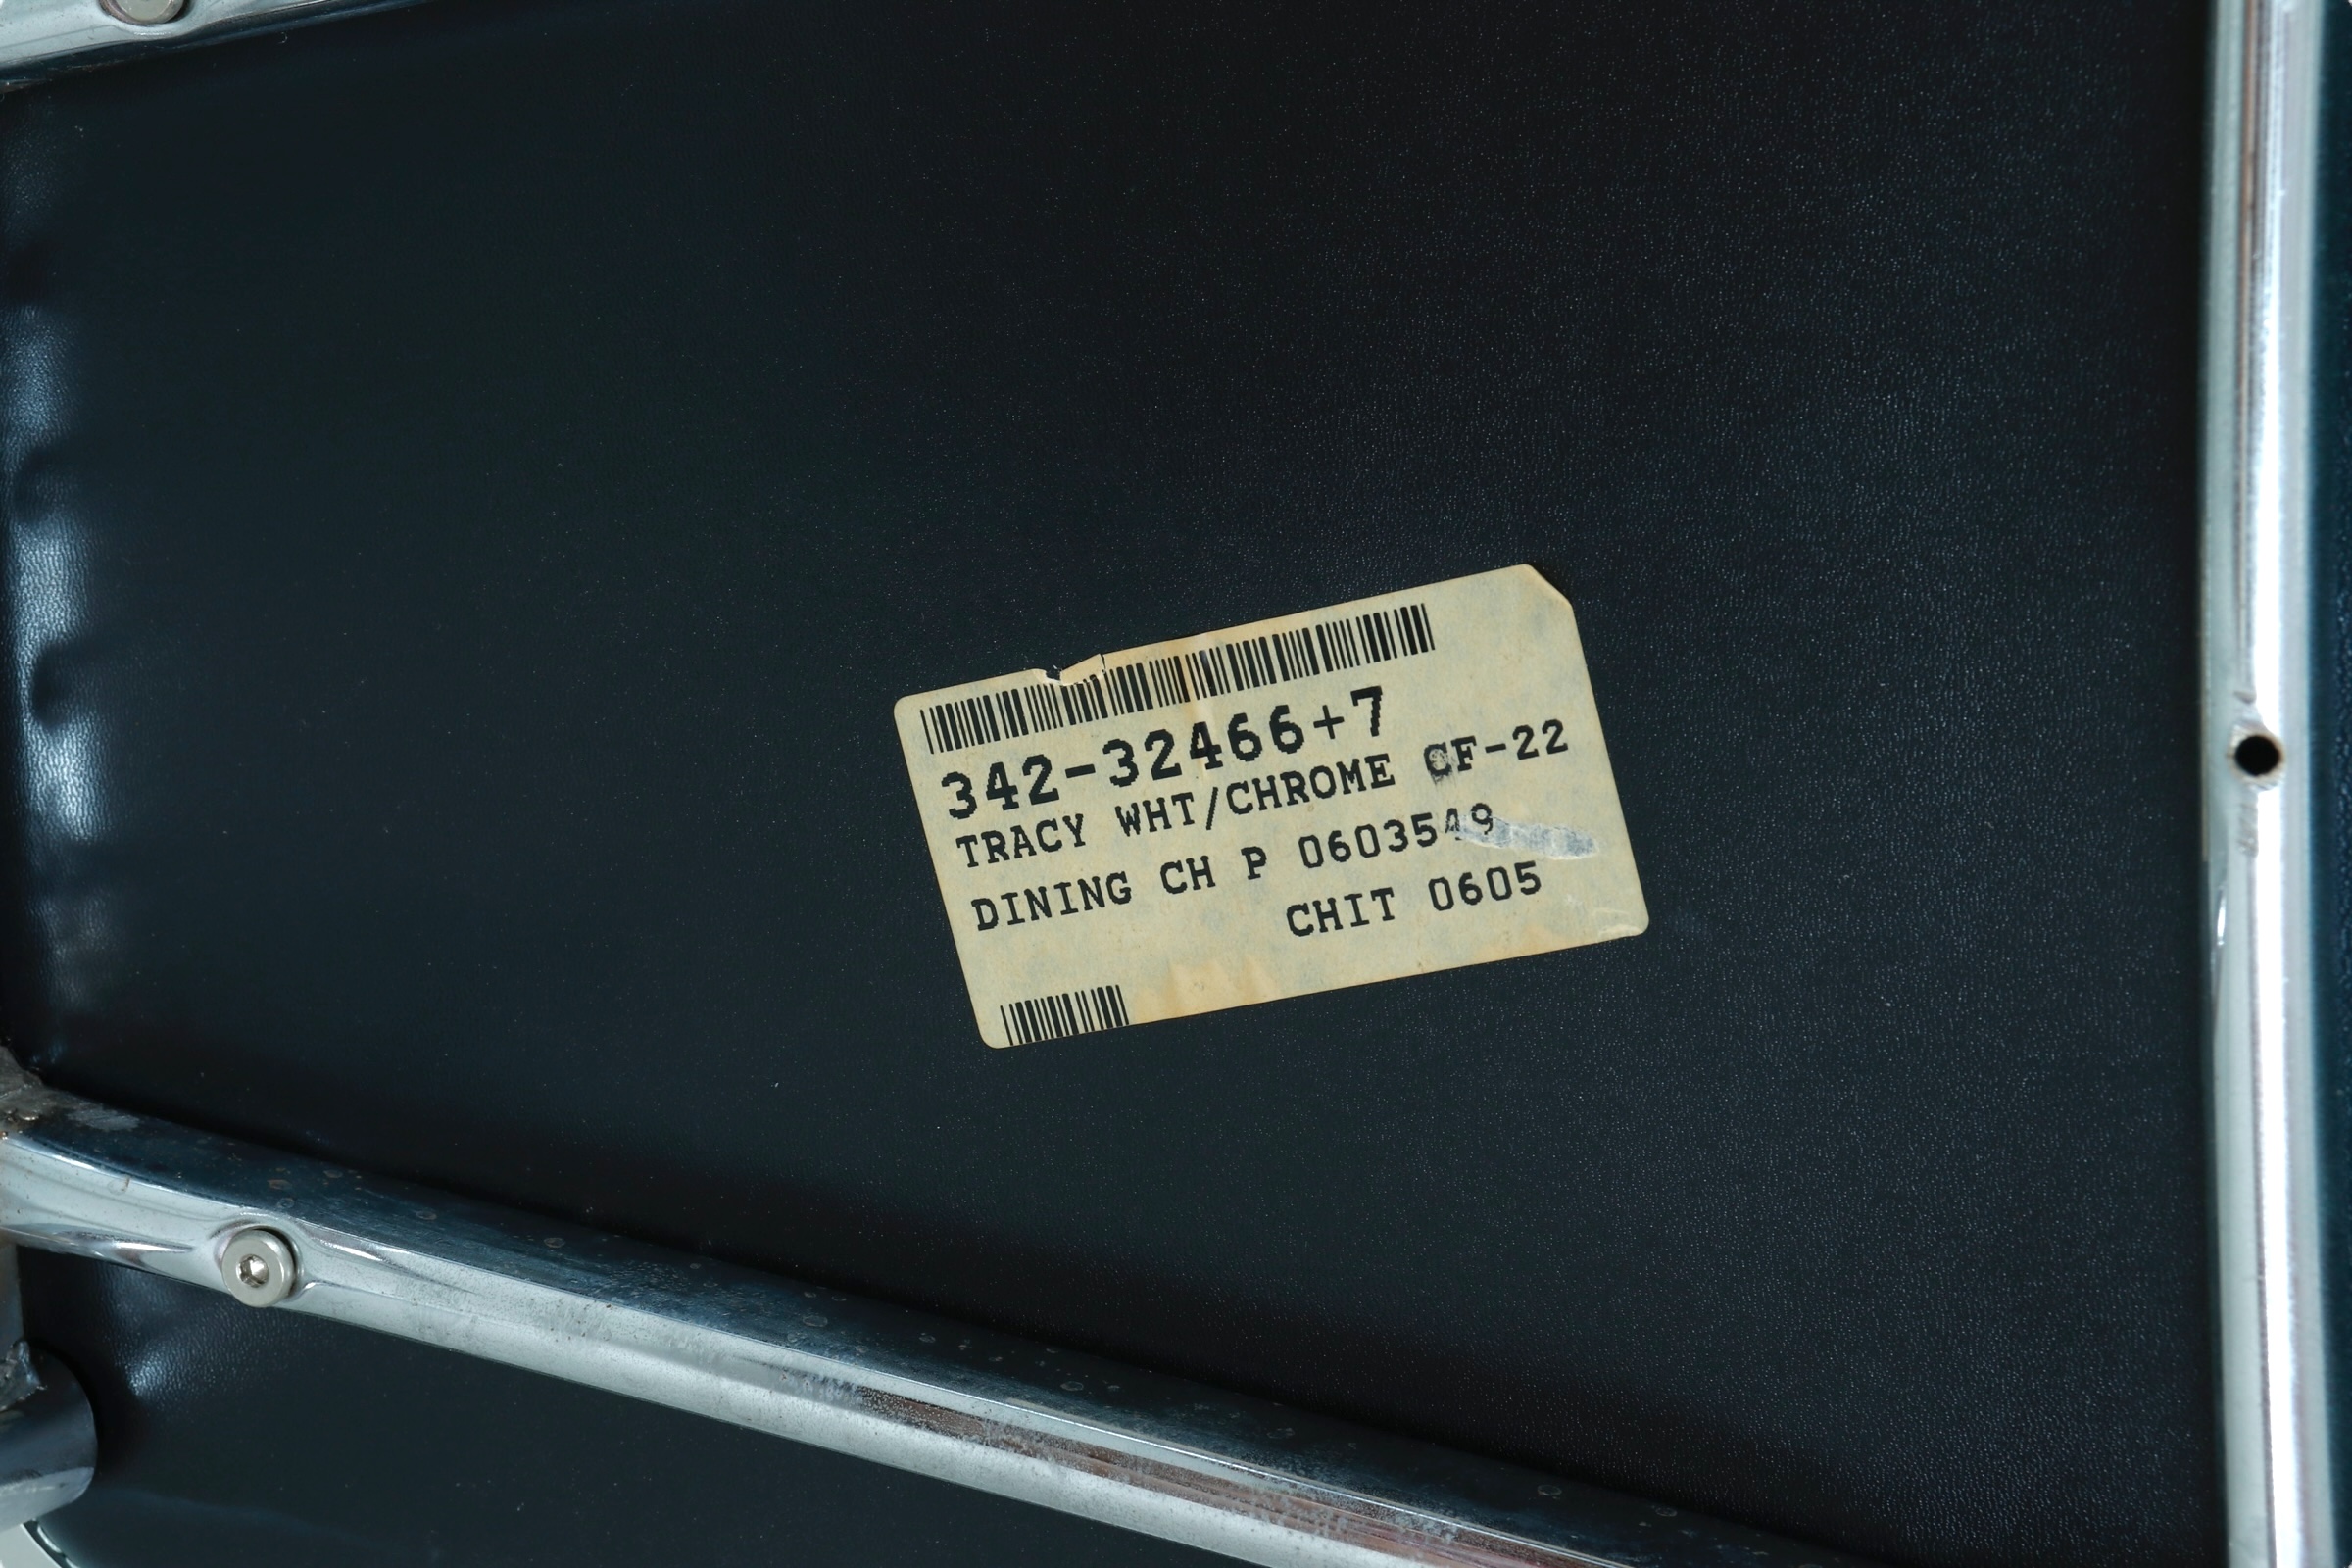 342-32466+7
TRACY WHT/CHROME CF-22
DINING CH P 0603549
CHIT 0605